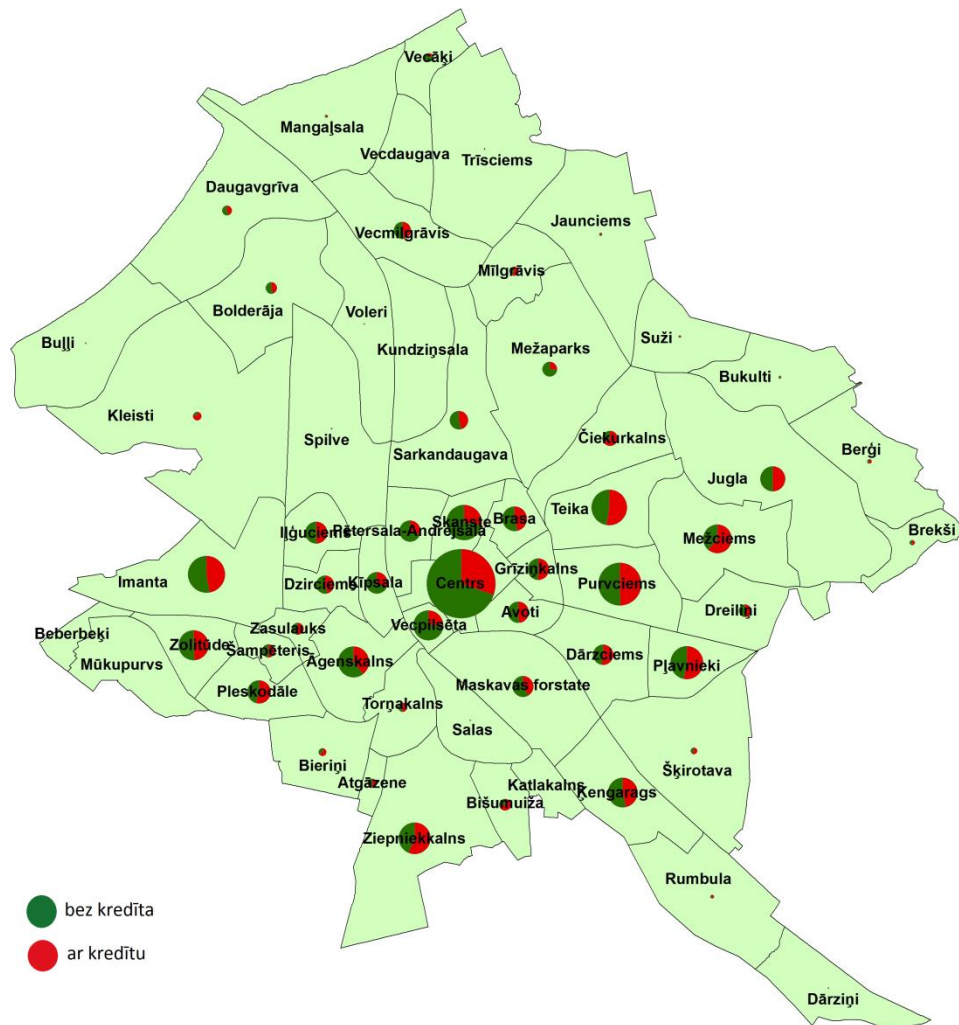 Vecāķi
Mangaļsala
Vecdaugava
Trīsciems
Daugavgrīva
Jaunciems
Vecmīlgrāvis
Mīlgrāvis
Bolderāja
Voleri
Suži
Buļļi
Kundziņsala
Mežaparks
Bukulti
Kleisti
Spilve
Čiekurkalns
Sarkandaugava
Berģi
Jugla
Teika
Skanste
Brasa
Iļģuciems
Pētersala-Andrejsala
Brekši
Mežciems
Grīziņkalns
Imanta
Dzirciems
Ķīpsala
Centrs
Purvciems
Avoti
Dreiliņi
Beberbeķi
Zasulauks
Vecpilsēta
Zolitūde
Šampēteris
Mūkupurvs
Āgenskalns
Dārzciems
Pļavnieki
Pleskodāle
Maskavas forstate
Torņakalns
Salas
Bieriņi
Šķirotava
Atgāzene
Katlakalns
Ķengarags
Bišumuiža
Ziepniekkalns
Rumbula
bez kredīta
ar kredītu
Dārziņi